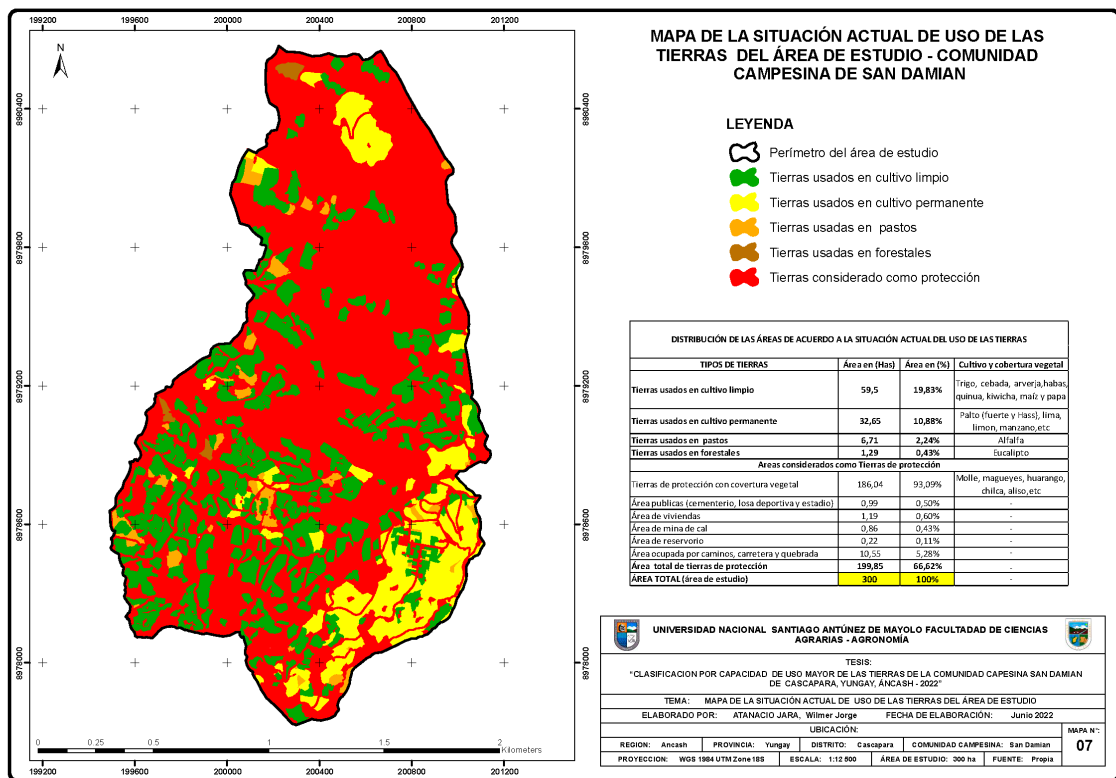 199200 199600 200000 200400 200800 201200
N
8980400 8980400
8979800 8979800
8979200 8979200
8978600 8978600
8978000 8978000
199200 199600 200000 200400 200800 201200
0 0.25 0.5 1 1.5 2
Kilometers
MAPA DE LA SITUACIÓN ACTUAL DE USO DE LAS
TIERRAS DEL ÁREA DE ESTUDIO - COMUNIDAD
CAMPESINA DE SAN DAMIAN
LEYENDA
Perímetro del área de estudio
Tierras usados en cultivo limpio
Tierras usados en cultivo permanente
Tierras usadas en pastos
Tierras usadas en forestales
Tierras considerado como protección
DISTRIBUCIÓN DE LAS ÁREAS DE ACUERDO A LA SITUACIÓN ACTUAL DEL USO DE LAS TIERRAS
TIPOS DE TIERRAS Área en (Has) Área en (%) Cultivo y cobertura vegetal
Tierras usados en cultivo limpio 59,5 19,83% Trigo, cebada, arverja,habas,
quinua, kiwicha, maíz y papa
Tierras usados en cultivo permanente 32,65 10,88% Palto (fuerte y Hass), lima,
limon, manzano,etc
Tierras usados en pastos 6,71 2,24% Alfalfa
Tierras usados en forestales 1,29 0,43% Eucalipto
Areas considerados como Tierras de protección
Tierras de protección con covertura vegetal 186,04 93,09% Molle, magueyes, huarango,
chilca, aliso,etc
Área publicas (cementerio, losa deportiva y estadio) 0,99 0,50% -
Área de viviendas 1,19 0,60% -
Área de mina de cal 0,86 0,43% -
Área de reservorio 0,22 0,11% -
Área ocupada por caminos, carretera y quebrada 10,55 5,28% -
Área total de tierras de protección 199,85 66,62% -
ÁREA TOTAL (área de estudio) 300 100% -
UNIVERSIDAD NACIONAL SANTIAGO ANTÚNEZ DE MAYOLO FACULTADAD DE CIENCIAS
AGRARIAS - AGRONOMÍA
TESIS:
"CLASIFICACION POR CAPACIDAD DE USO MAYOR DE LAS TIERRAS DE LA COMUNIDAD CAPESINA SAN DAMIAN
DE CASCAPARA, YUNGAY, ÁNCASH - 2022"
TEMA: MAPA DE LA SITUACIÓN ACTUAL DE USO DE LAS TIERRAS DEL ÁREA DE ESTUDIO
ELABORADO POR: ATANACIO JARA, Wilmer Jorge FECHA DE ELABORACIÓN: Junio 2022
UBICACIÓN: MAPA N°:
REGION: Ancash PROVINCIA: Yungay DISTRITO: Cascapara COMUNIDAD CAMPESINA: San Damian 07
PROYECCION: WGS 1984 UTM Zone 18S ESCALA: 1:12 500 ÁREA DE ESTUDIO: 300 ha FUENTE: Propia